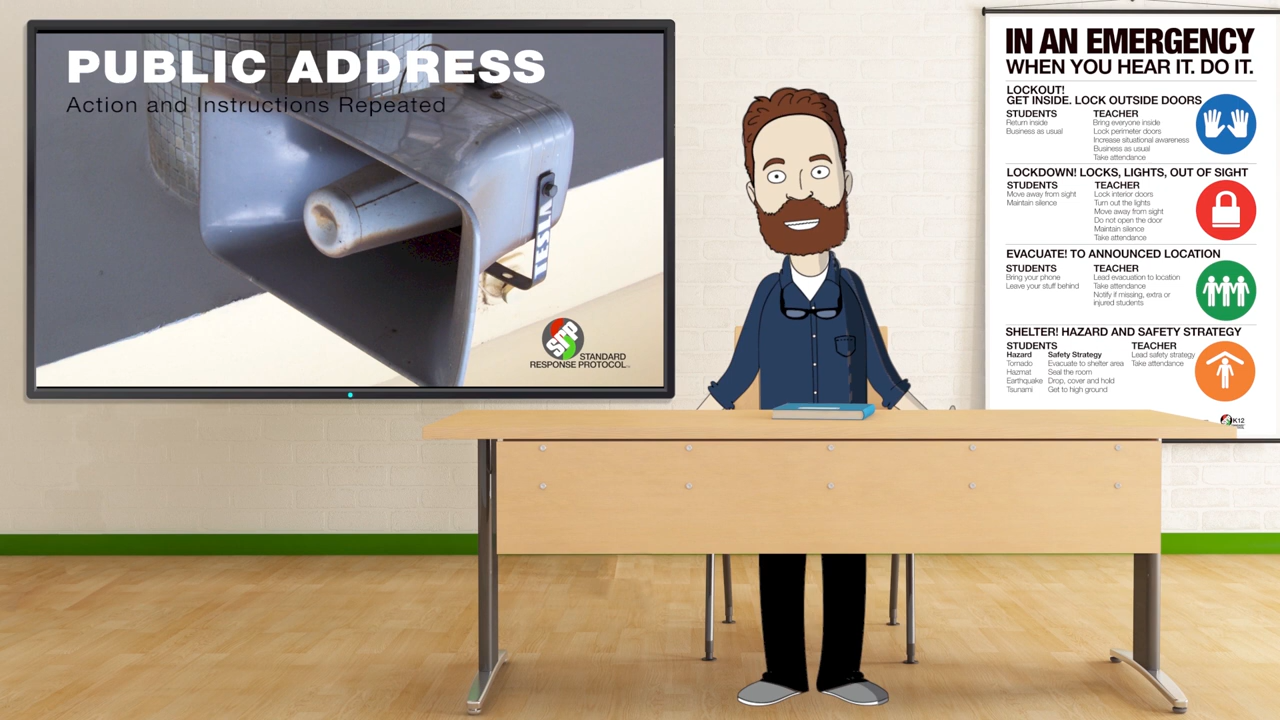 PUBLIC ADDRESS
Action and Instructions Repeated
SRP
STANDARD
RESPONSE PROTOCOL
IN AN EMERGENCY
WHEN YOU HEAR IT. DO IT.
LOCKOUT!
GET INSIDE. LOCK OUTSIDE DOORS
STUDENTS
Return inside
Business as usual
TEACHER
Bring everyone inside
Lock perimeter doors
Increase situational awareness
Business as usual
Take attendance
LOCKDOWN! LOCKS, LIGHTS, OUT OF SIGHT
STUDENTS
Move away from sight
Maintain silence
TEACHER
Lock interior doors
Turn out the lights
Move away from sight
Do not open the door
Maintain silence
Take attendance
EVACUATE! TO ANNOUNCED LOCATION
STUDENTS
Bring your phone
Leave your stuff behind
TEACHER
Lead evacuation to location
Take attendance
Notify if missing, extra or
injured students
SHELTER! HAZARD AND SAFETY STRATEGY
STUDENTS
Hazard Safety Strategy
Tornado Evacuate to shelter area
Hazmat Seal the room
Earthquake Drop, cover and hold
Tsunami Get to high ground
TEACHER
Lead safety strategy
Take attendance
K12